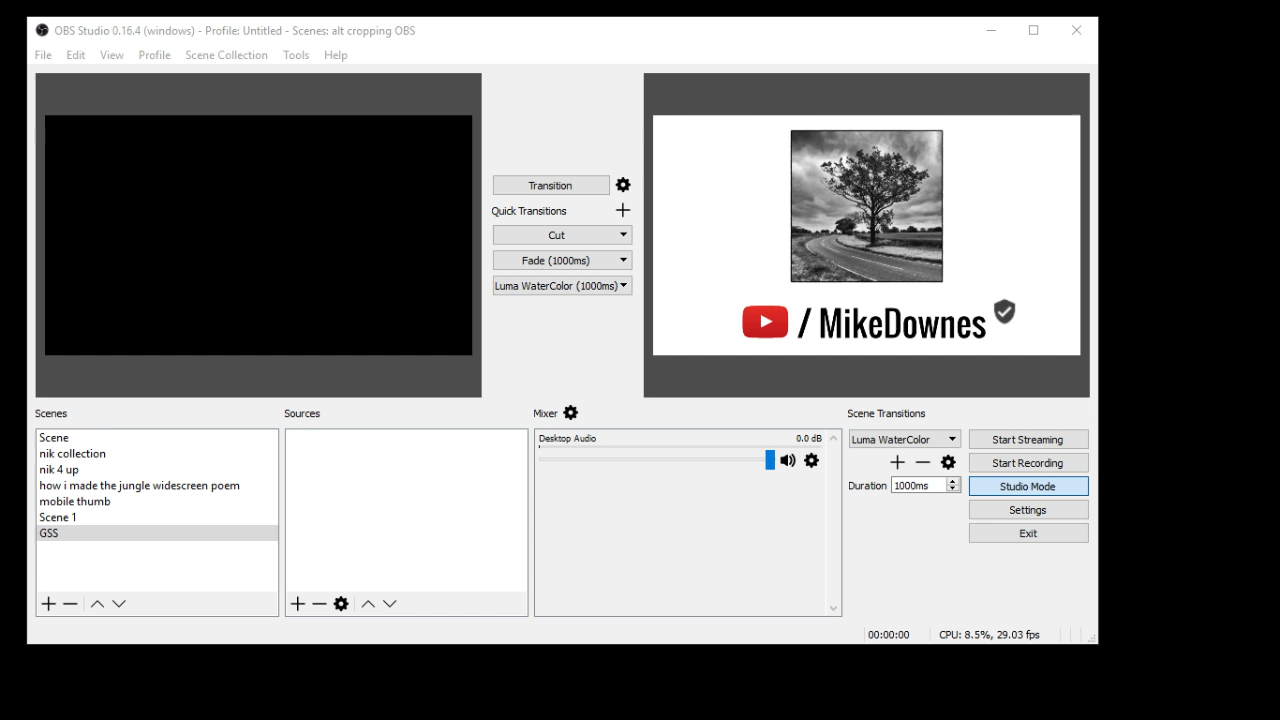 OBS Studio 0.16.4 (windows) - Profile: Untitled - Scenes: alt cropping OBS
File Edit View Profile Scene Collection Tools Help
Transition
Quick Transitions
Cut
Fade (1000ms)
Luma WaterColor (1000ms)
/ MikeDownes
Scenes
Scene
nik collection
nik 4 up
how i made the jungle widescreen poem
mobile thumb
Scene 1
GSS
Sources
Mixer
Desktop Audio 0.0 dB
Scene Transitions
Luma WaterColor
Duration 1000ms
Start Streaming
Start Recording
Studio Mode
Settings
Exit
00:00:00 CPU: 8.5%, 29.03 fps